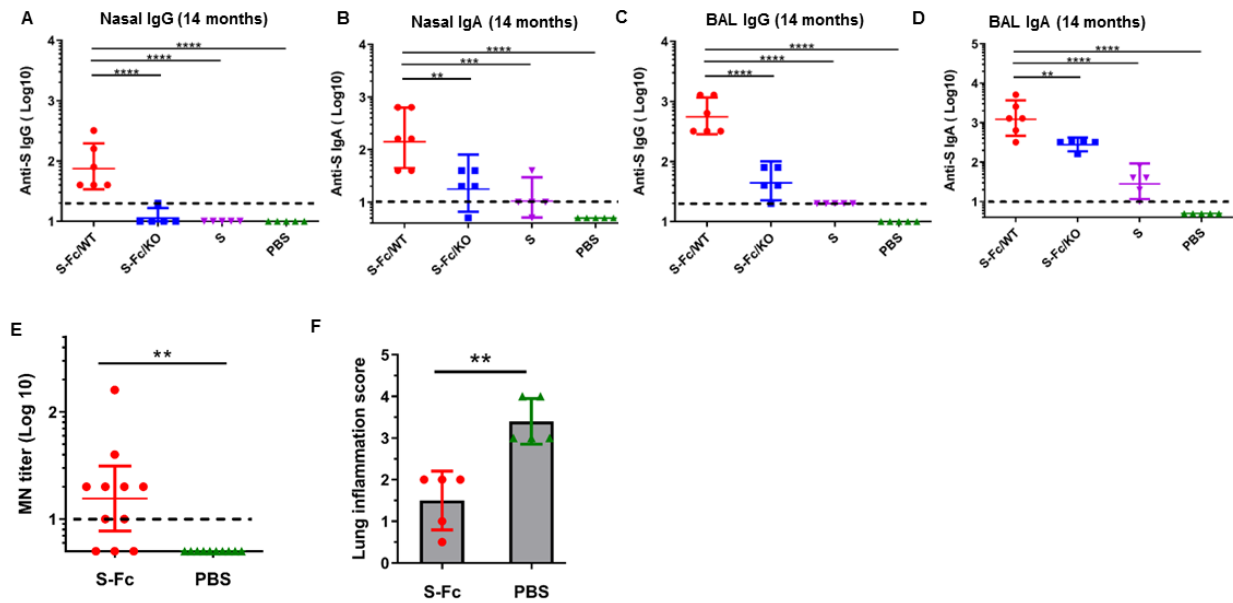 A
Nasal IgG (14 months)
Anti-S IgG ( Log10)
3
2
1
****
****
****
S-Fc/WT
S-Fc/KO
S
PBS
B
Nasal IgA (14 months)
Anti-S IgA ( Log10)
4
3
2
1
0
****
***
**
S-Fc/WT
S-Fc/KO
S
PBS
C
BAL IgG (14 months)
Anti-S IgG ( Log10)
3
2
1
****
****
****
S-Fc/WT
S-Fc/KO
S
PBS
D
BAL IgA (14 months)
Anti-S IgA ( Log10)
5
4
3
2
1
****
****
**
S-Fc/WT
S-Fc/KO
S
PBS
E
MN titer (Log 10)
2
1
**
S-Fc
PBS
F
Lung inflammation score
5
4
3
2
1
0
**
S-Fc
PBS